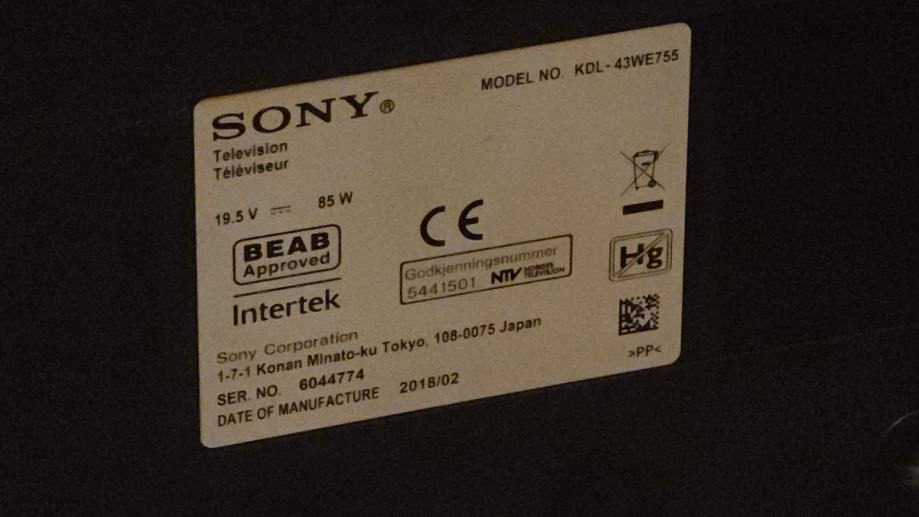 SONY®
MODEL NO. KDL-43WE755
Television
Téléviseur
19.5 V 85 W
BEAB
Approved
Intertek
CE
Godkjenningsnummer
5441501 NTV NORGES TELEVISION
Hg
Sony Corporation
1-7-1 Konan Minato-ku Tokyo, 108-0075 Japan
SER. NO. 6044774
DATE OF MANUFACTURE 2018/02
>PP<